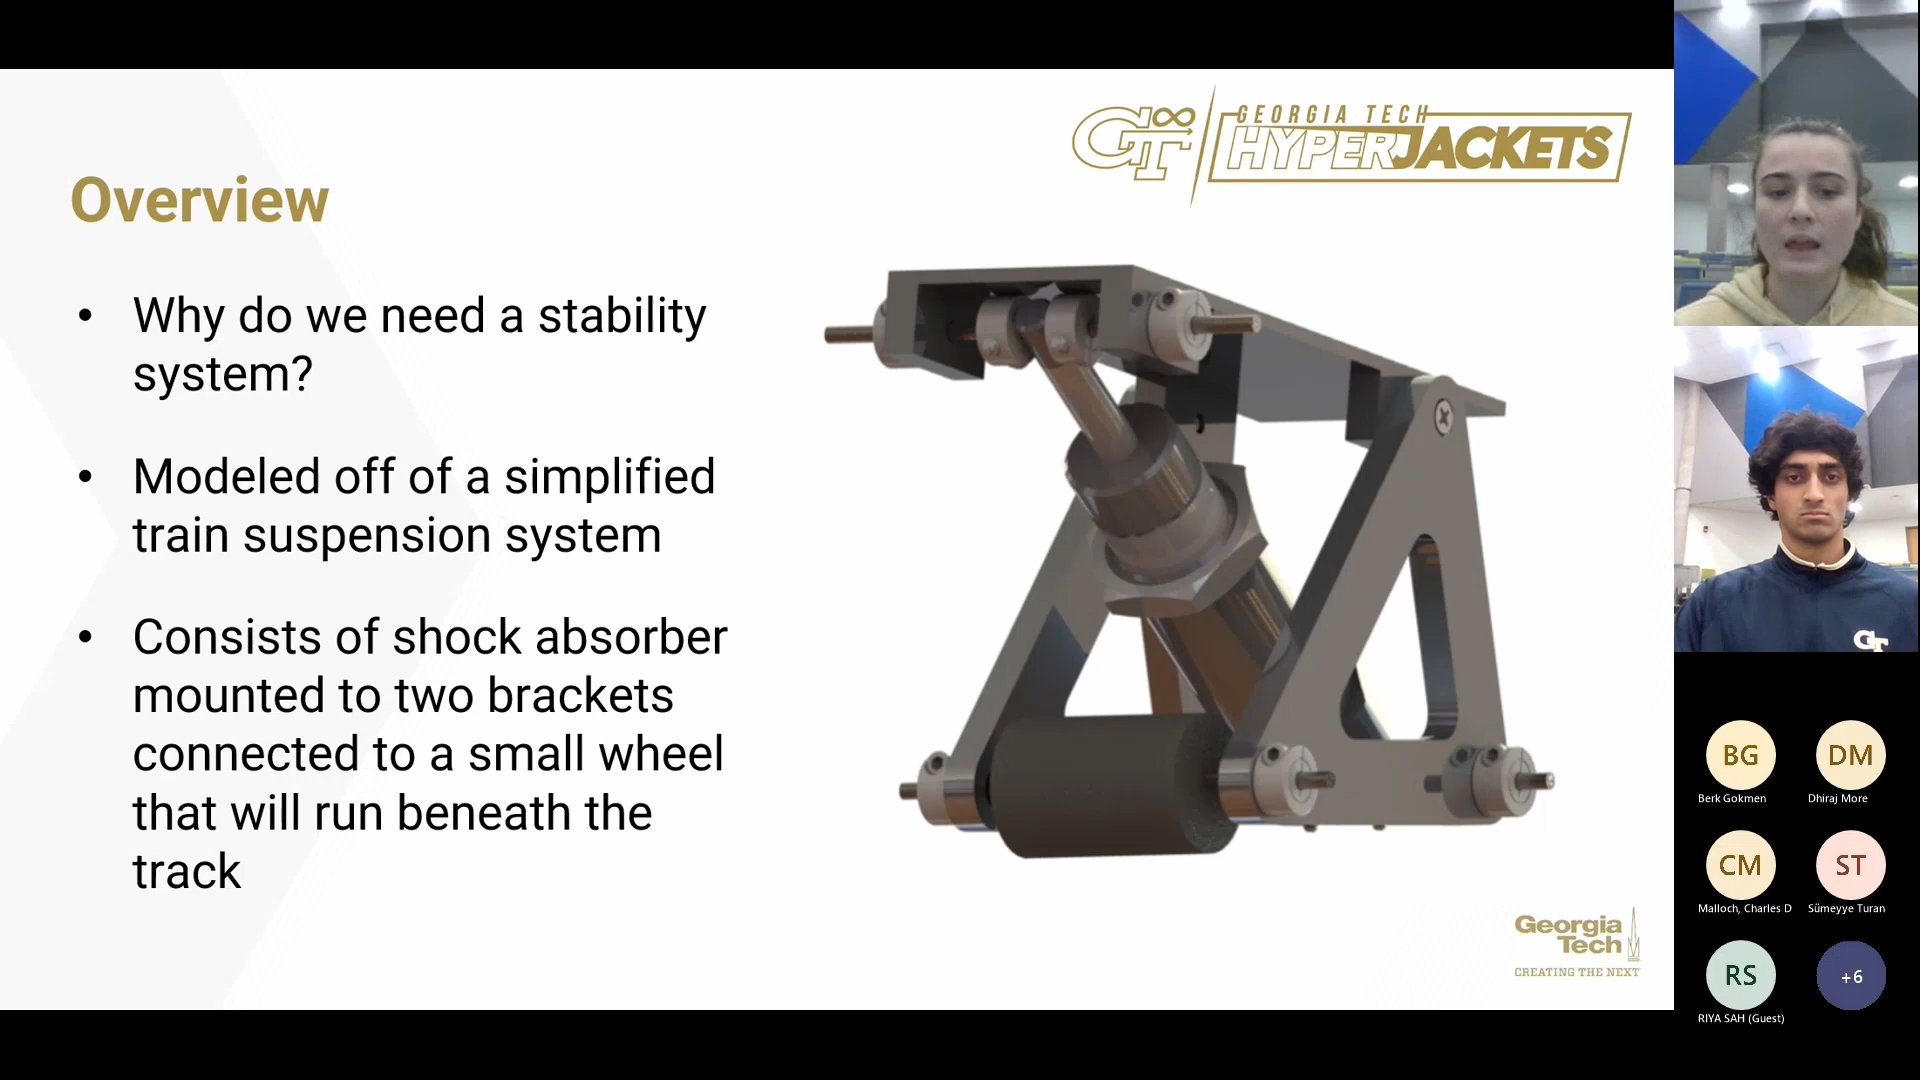 GT
GEORGIA TECH
HYPERJACKETS
Overview
• Why do we need a stability
system?
• Modeled off of a simplified
train suspension system
• Consists of shock absorber
mounted to two brackets
connected to a small wheel
that will run beneath the
track
Georgia
Tech
CREATING THE NEXT
GT
BG
DM
Berk Gokmen
Dhiraj More
CM
ST
Malloch, Charles D
Sümeyye Turan
RS
+6
RIYA SAH (Guest)